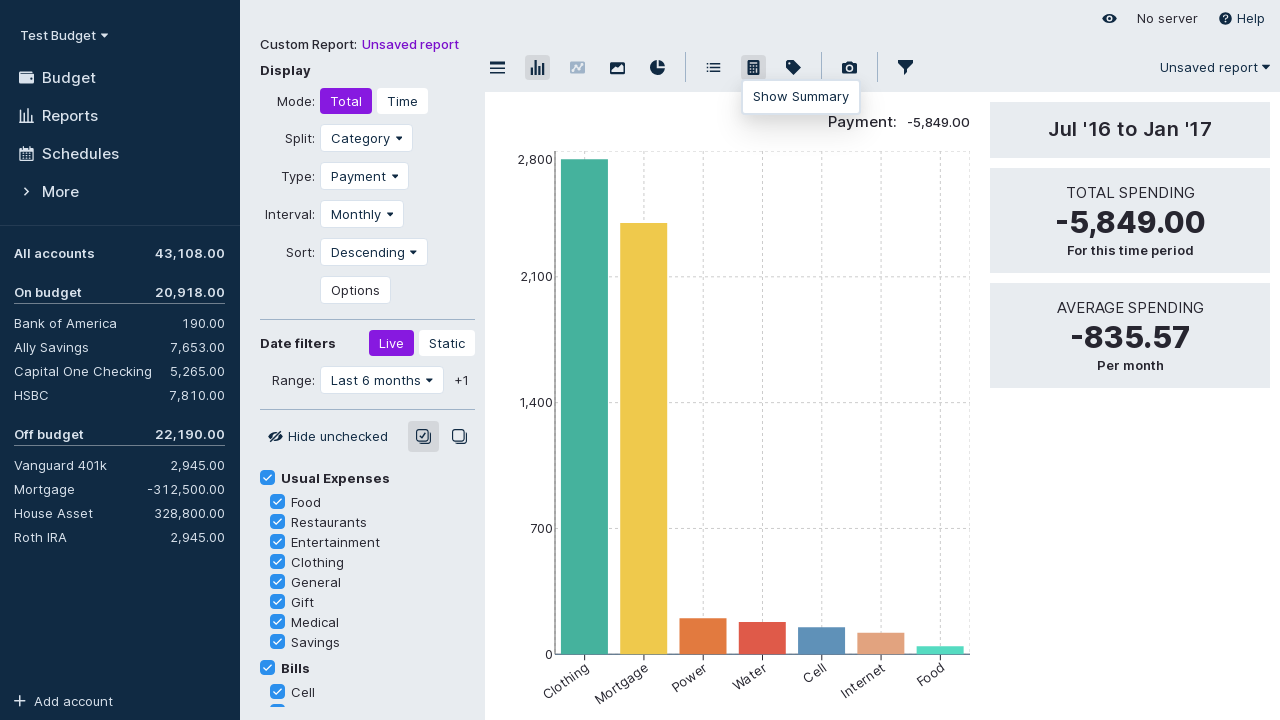 Test Budget
Budget
Reports
Schedules
More
All accounts 43,108.00
On budget 20,918.00
Bank of America 190.00
Ally Savings 7,653.00
Capital One Checking 5,265.00
HSBC 7,810.00
Off budget 22,190.00
Vanguard 401k 2,945.00
Mortgage -312,500.00
House Asset 328,800.00
Roth IRA 2,945.00
Add account
No server Help
Custom Report: Unsaved report
Display
Mode: Total Time
Split: Category
Type: Payment
Interval: Monthly
Sort: Descending
Options
Date filters Live Static
Range: Last 6 months +1
Hide unchecked
Usual Expenses
Food
Restaurants
Entertainment
Clothing
General
Gift
Medical
Savings
Bills
Cell
Unsaved report
Show Summary
Payment: -5,849.00
2,800
2,100
1,400
700
0
Clothing Mortgage Power Water Cell Internet Food
Jul '16 to Jan '17
TOTAL SPENDING
-5,849.00
For this time period
AVERAGE SPENDING
-835.57
Per month